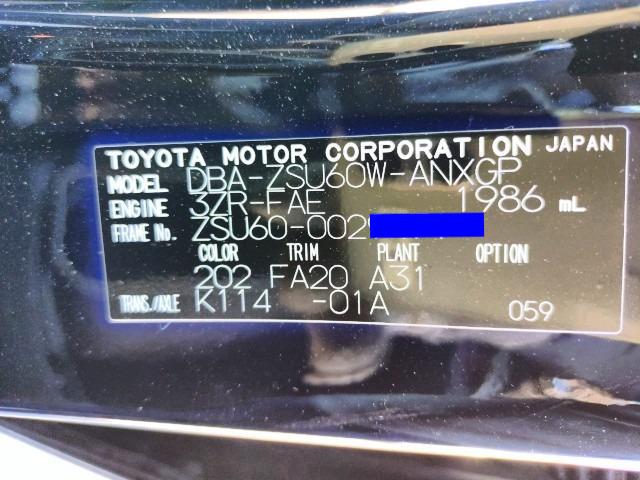 TOYOTA MOTOR CORPORATION JAPAN
MODEL DBA-ZSU60W-ANXGP
ENGINE 3ZR-FAE 1986 mL
FRAME No. ZSU60-002
COLOR TRIM PLANT OPTION
202 FA20 A31
TRANS./AXLE K114 -01A 059